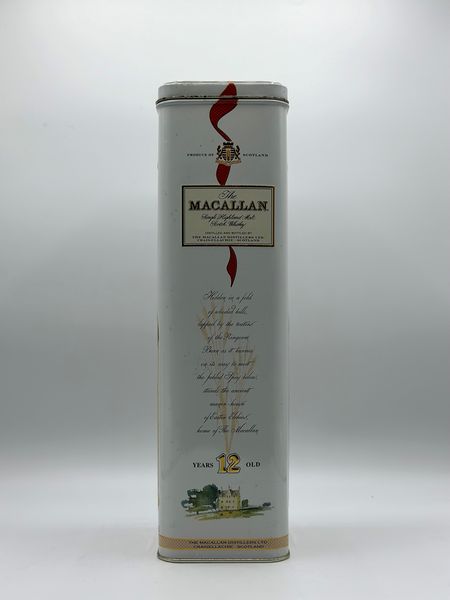 PRODUCE OF SCOTLAND
The
MACALLAN
Single Highland Malt
Scotch Whisky
DISTILLED AND BOTTLED BY
THE MACALLAN DISTILLERS LTD
CRAIGELLACHIE · SCOTLAND
Hidden in a fold
of wooded hills,
lapped by the waters
of the Ringorm
Burn as it hurries
on its way to meet
the fabled Spey below,
stands the ancient
manor-house
of Easter Elchies,
home of The Macallan
YEARS 12 OLD
THE MACALLAN DISTILLERS LTD
CRAIGELLACHIE · SCOTLAND